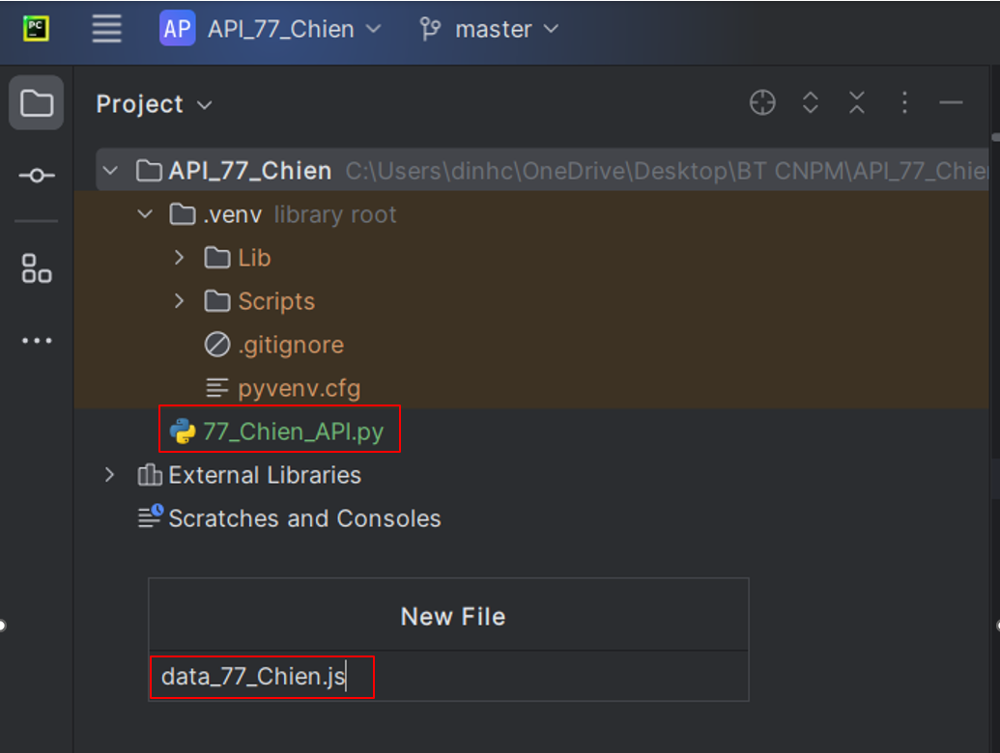 PC AP API_77_Chien master
Project
API_77_Chien C:\Users\dinhc\OneDrive\Desktop\BT CNPM\API_77_Chie
.venv library root
Lib
Scripts
.gitignore
pyvenv.cfg
77_Chien_API.py
External Libraries
Scratches and Consoles
New File
data_77_Chien.js